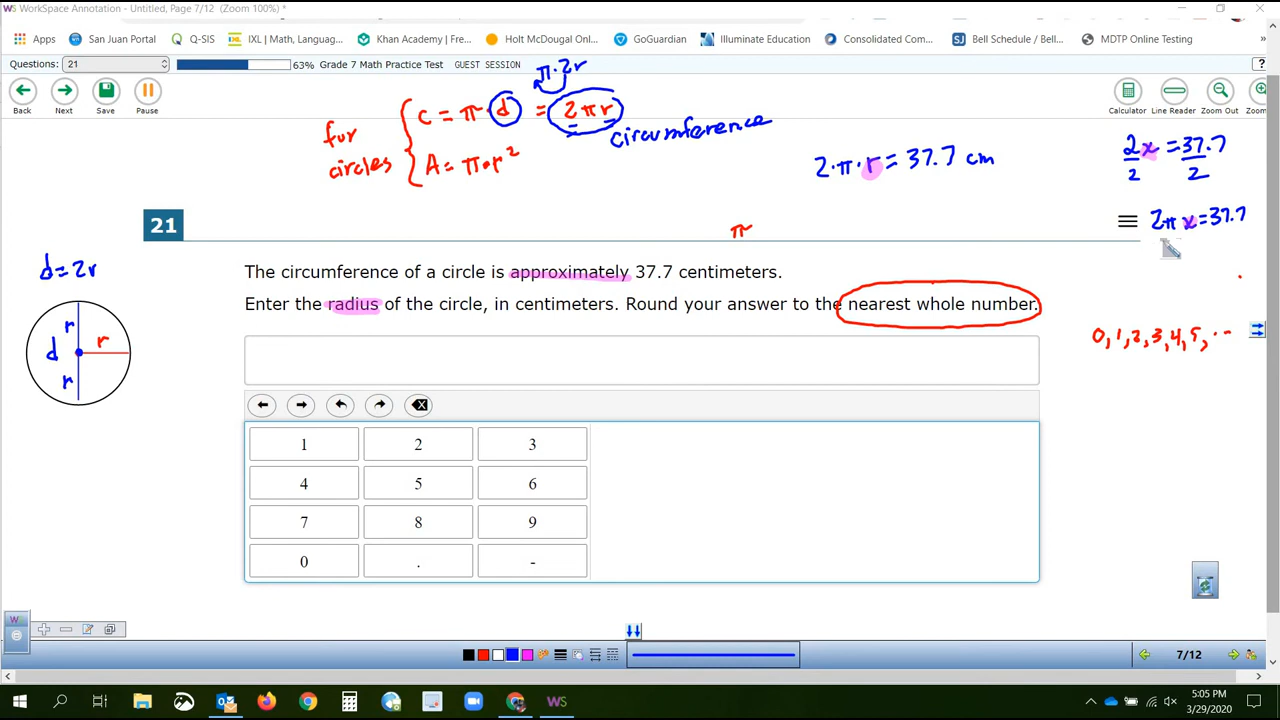 WorkSpace Annotation - Untitled, Page 7/12 (Zoom 100%) *
Apps San Juan Portal Q-SIS IXL | Math, Languag... Khan Academy | Free... Holt McDougal Onl... GoGuardian Illuminate Education Consolidated Comp... Bell Schedule / Bel... MDTP Online Testing »
Questions: 21 63% Grade 7 Math Practice Test GUEST SESSION ?
Back Next Save Pause Calculator Line Reader Zoom Out Zoo
π·2r
for circles
C = π·d = 2πr
circumference
A = π·r²
2·π·r = 37.7 cm
2x = 37.7
2 2
2πx = 37.7
21
π
d=2r
r
d r
r
The circumference of a circle is approximately 37.7 centimeters.
Enter the radius of the circle, in centimeters. Round your answer to the nearest whole number.
0,1,2,3,4,5,...
1 2 3
4 5 6
7 8 9
0 . -
7/12
WS
5:05 PM
3/29/2020